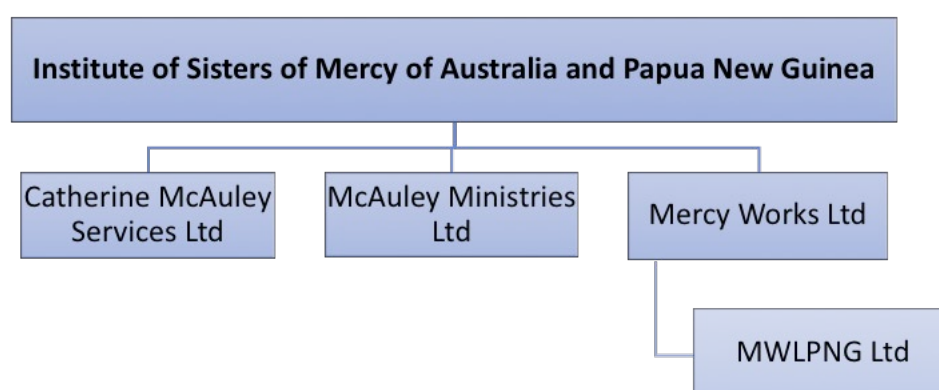 Institute of Sisters of Mercy of Australia and Papua New Guinea
Catherine McAuley
Services Ltd
McAuley Ministries
Ltd
Mercy Works Ltd
MWLPNG Ltd